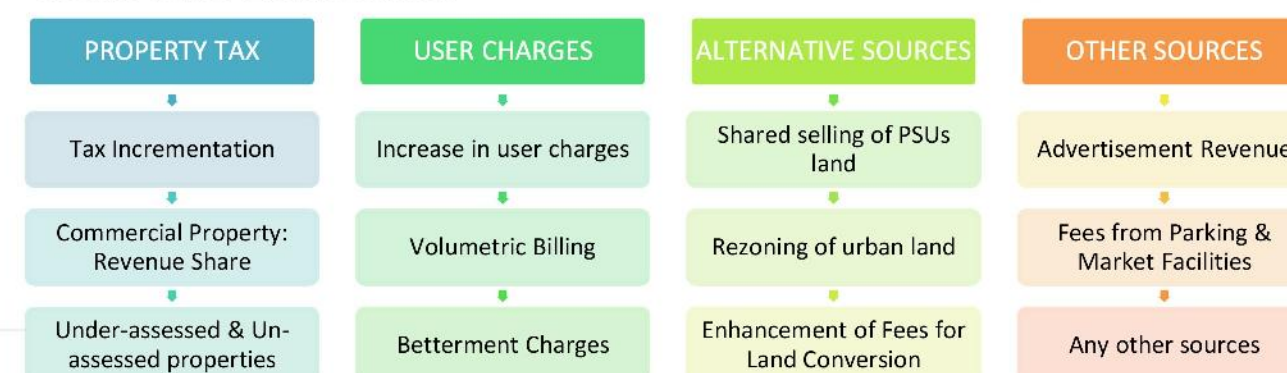 PROPERTY TAX
Tax Incrementation
Commercial Property:
Revenue Share
Under-assessed & Un-
assessed properties
USER CHARGES
Increase in user charges
Volumetric Billing
Betterment Charges
ALTERNATIVE SOURCES
Shared selling of PSUs
land
Rezoning of urban land
Enhancement of Fees for
Land Conversion
OTHER SOURCES
Advertisement Revenue
Fees from Parking &
Market Facilities
Any other sources